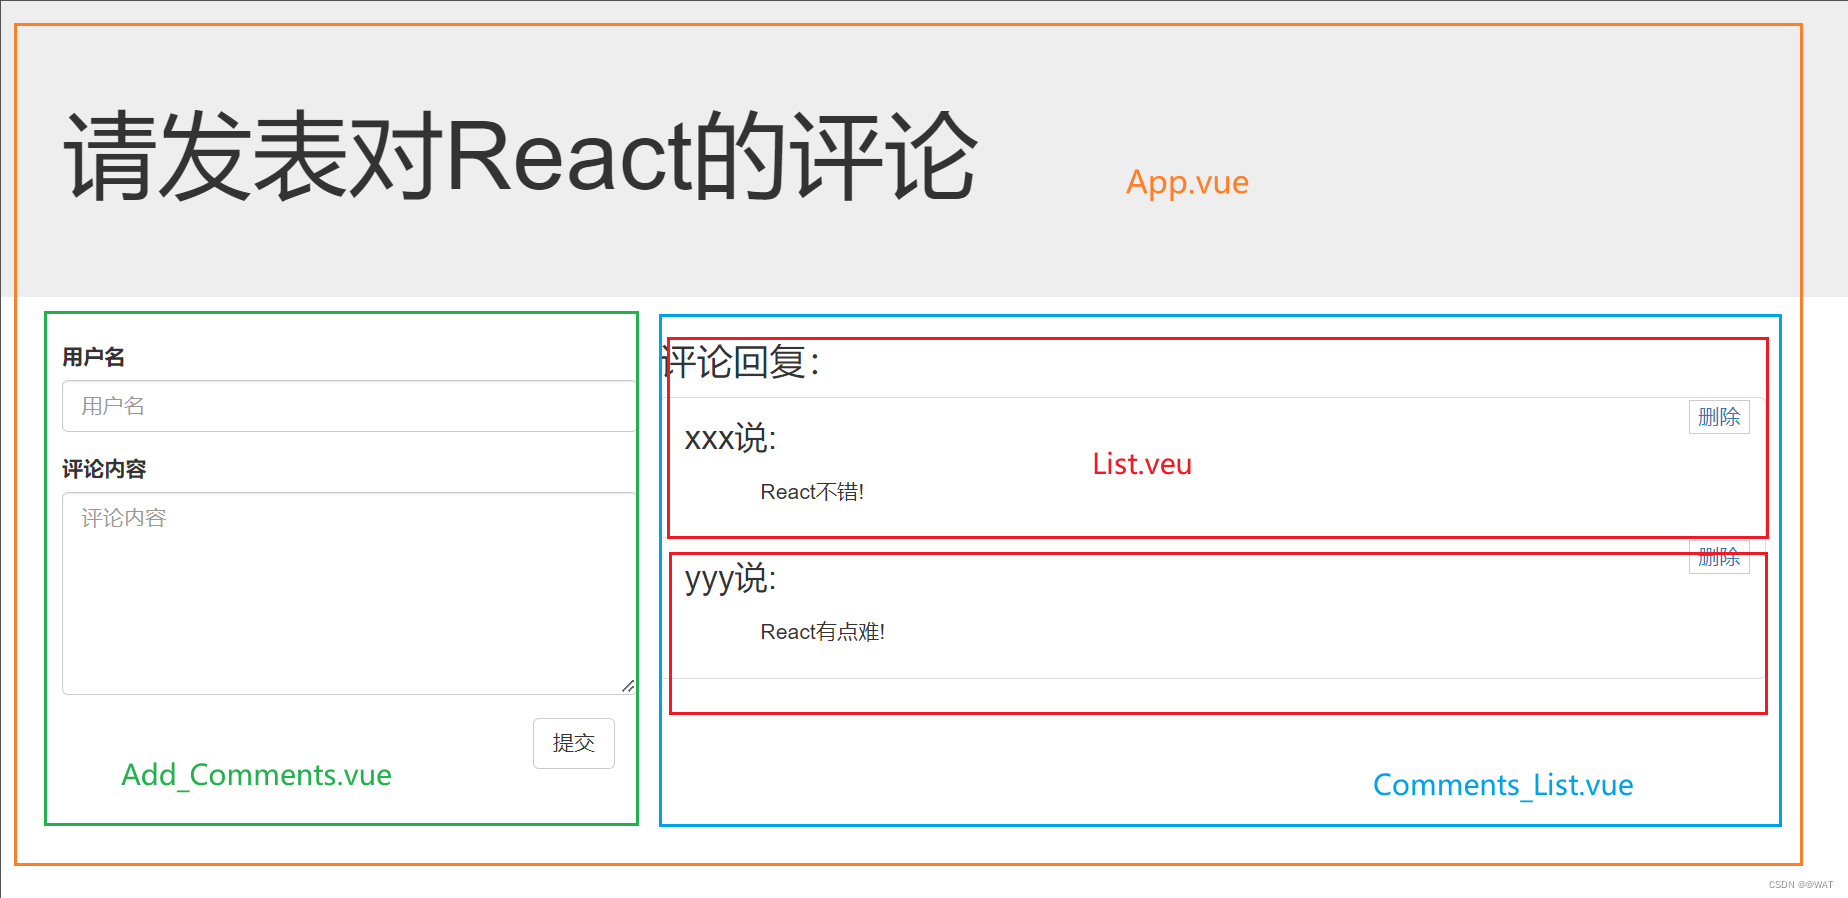 请发表对React的评论
App.vue
用户名
用户名
评论内容
评论内容
提交
Add_Comments.vue
评论回复：
删除
xxx说:
List.veu
React不错!
删除
yyy说:
React有点难!
Comments_List.vue
CSDN @@WAT